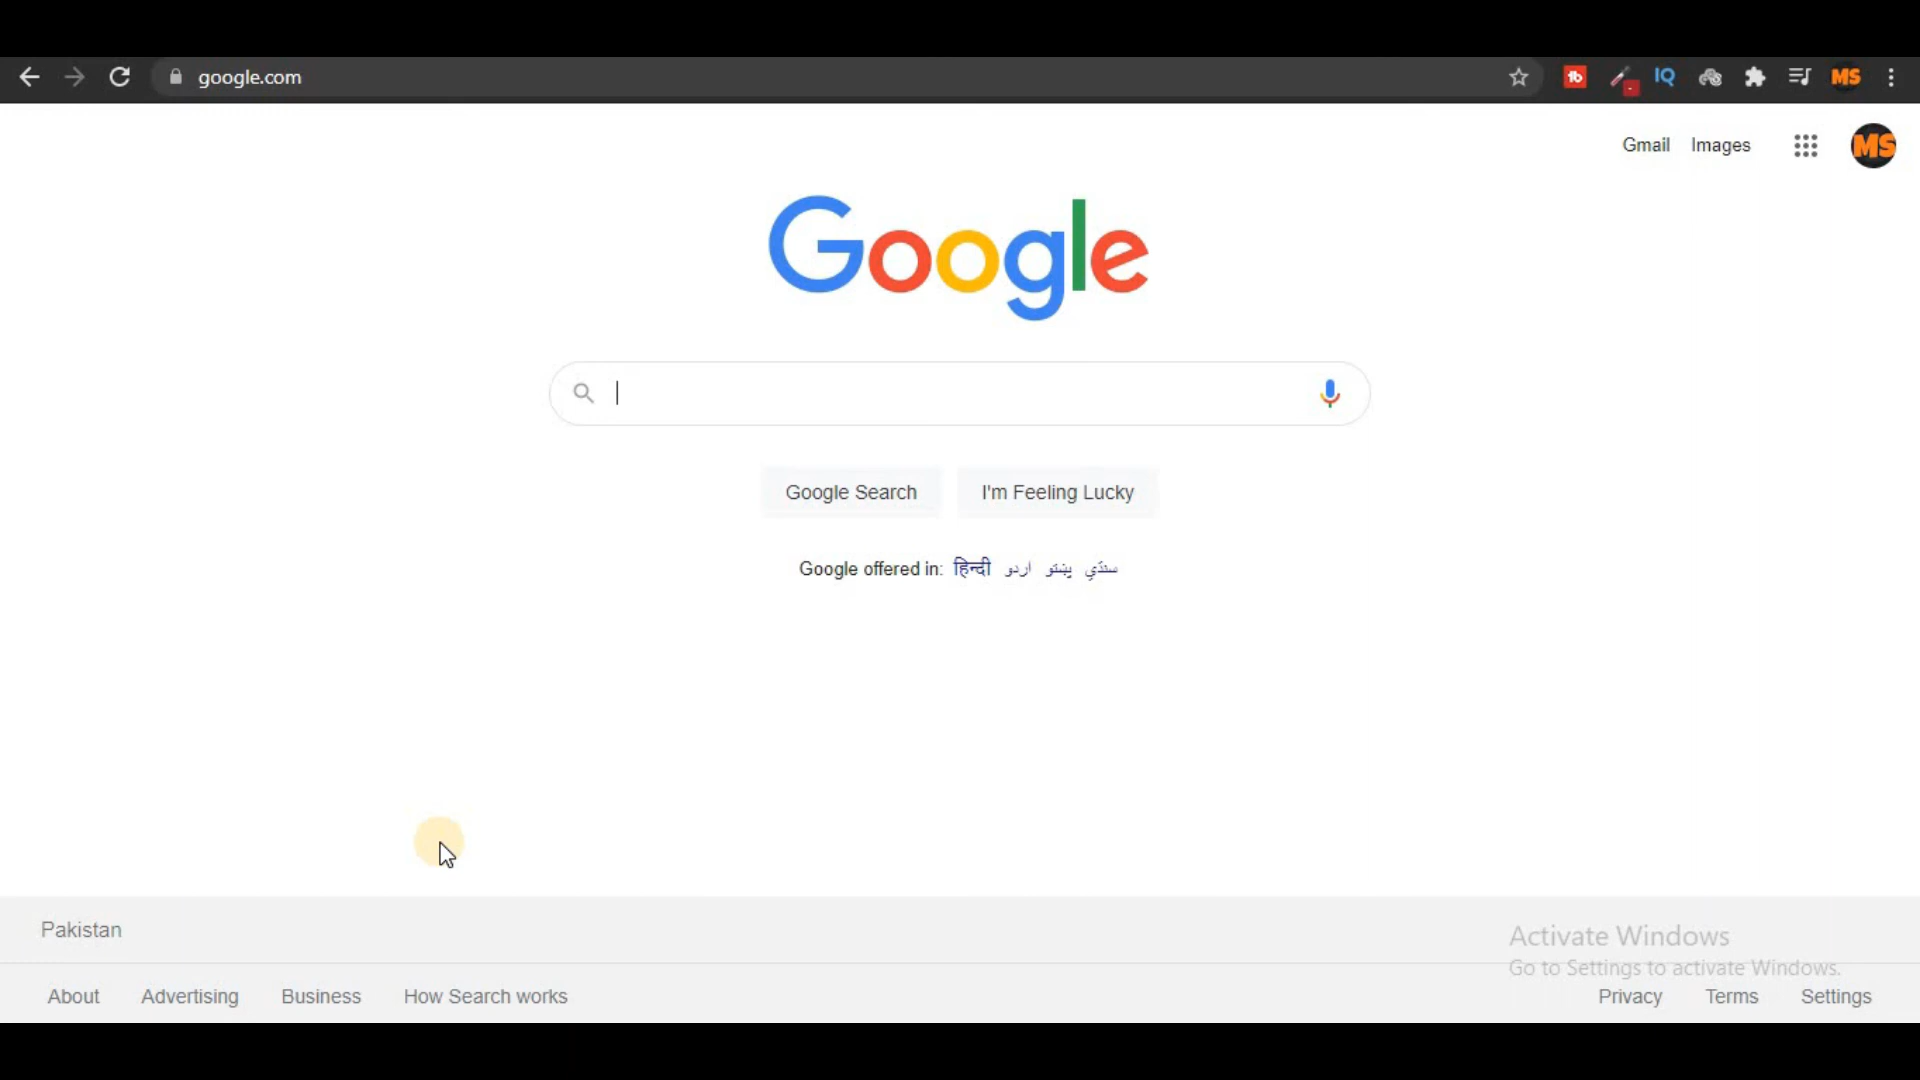 google.com
tb
IQ
MS
Gmail Images
MS
Google
Google Search I'm Feeling Lucky
Google offered in: हिन्दी اردو پښتو سنڌي
Pakistan
Activate Windows
Go to Settings to activate Windows.
About Advertising Business How Search works Privacy Terms Settings